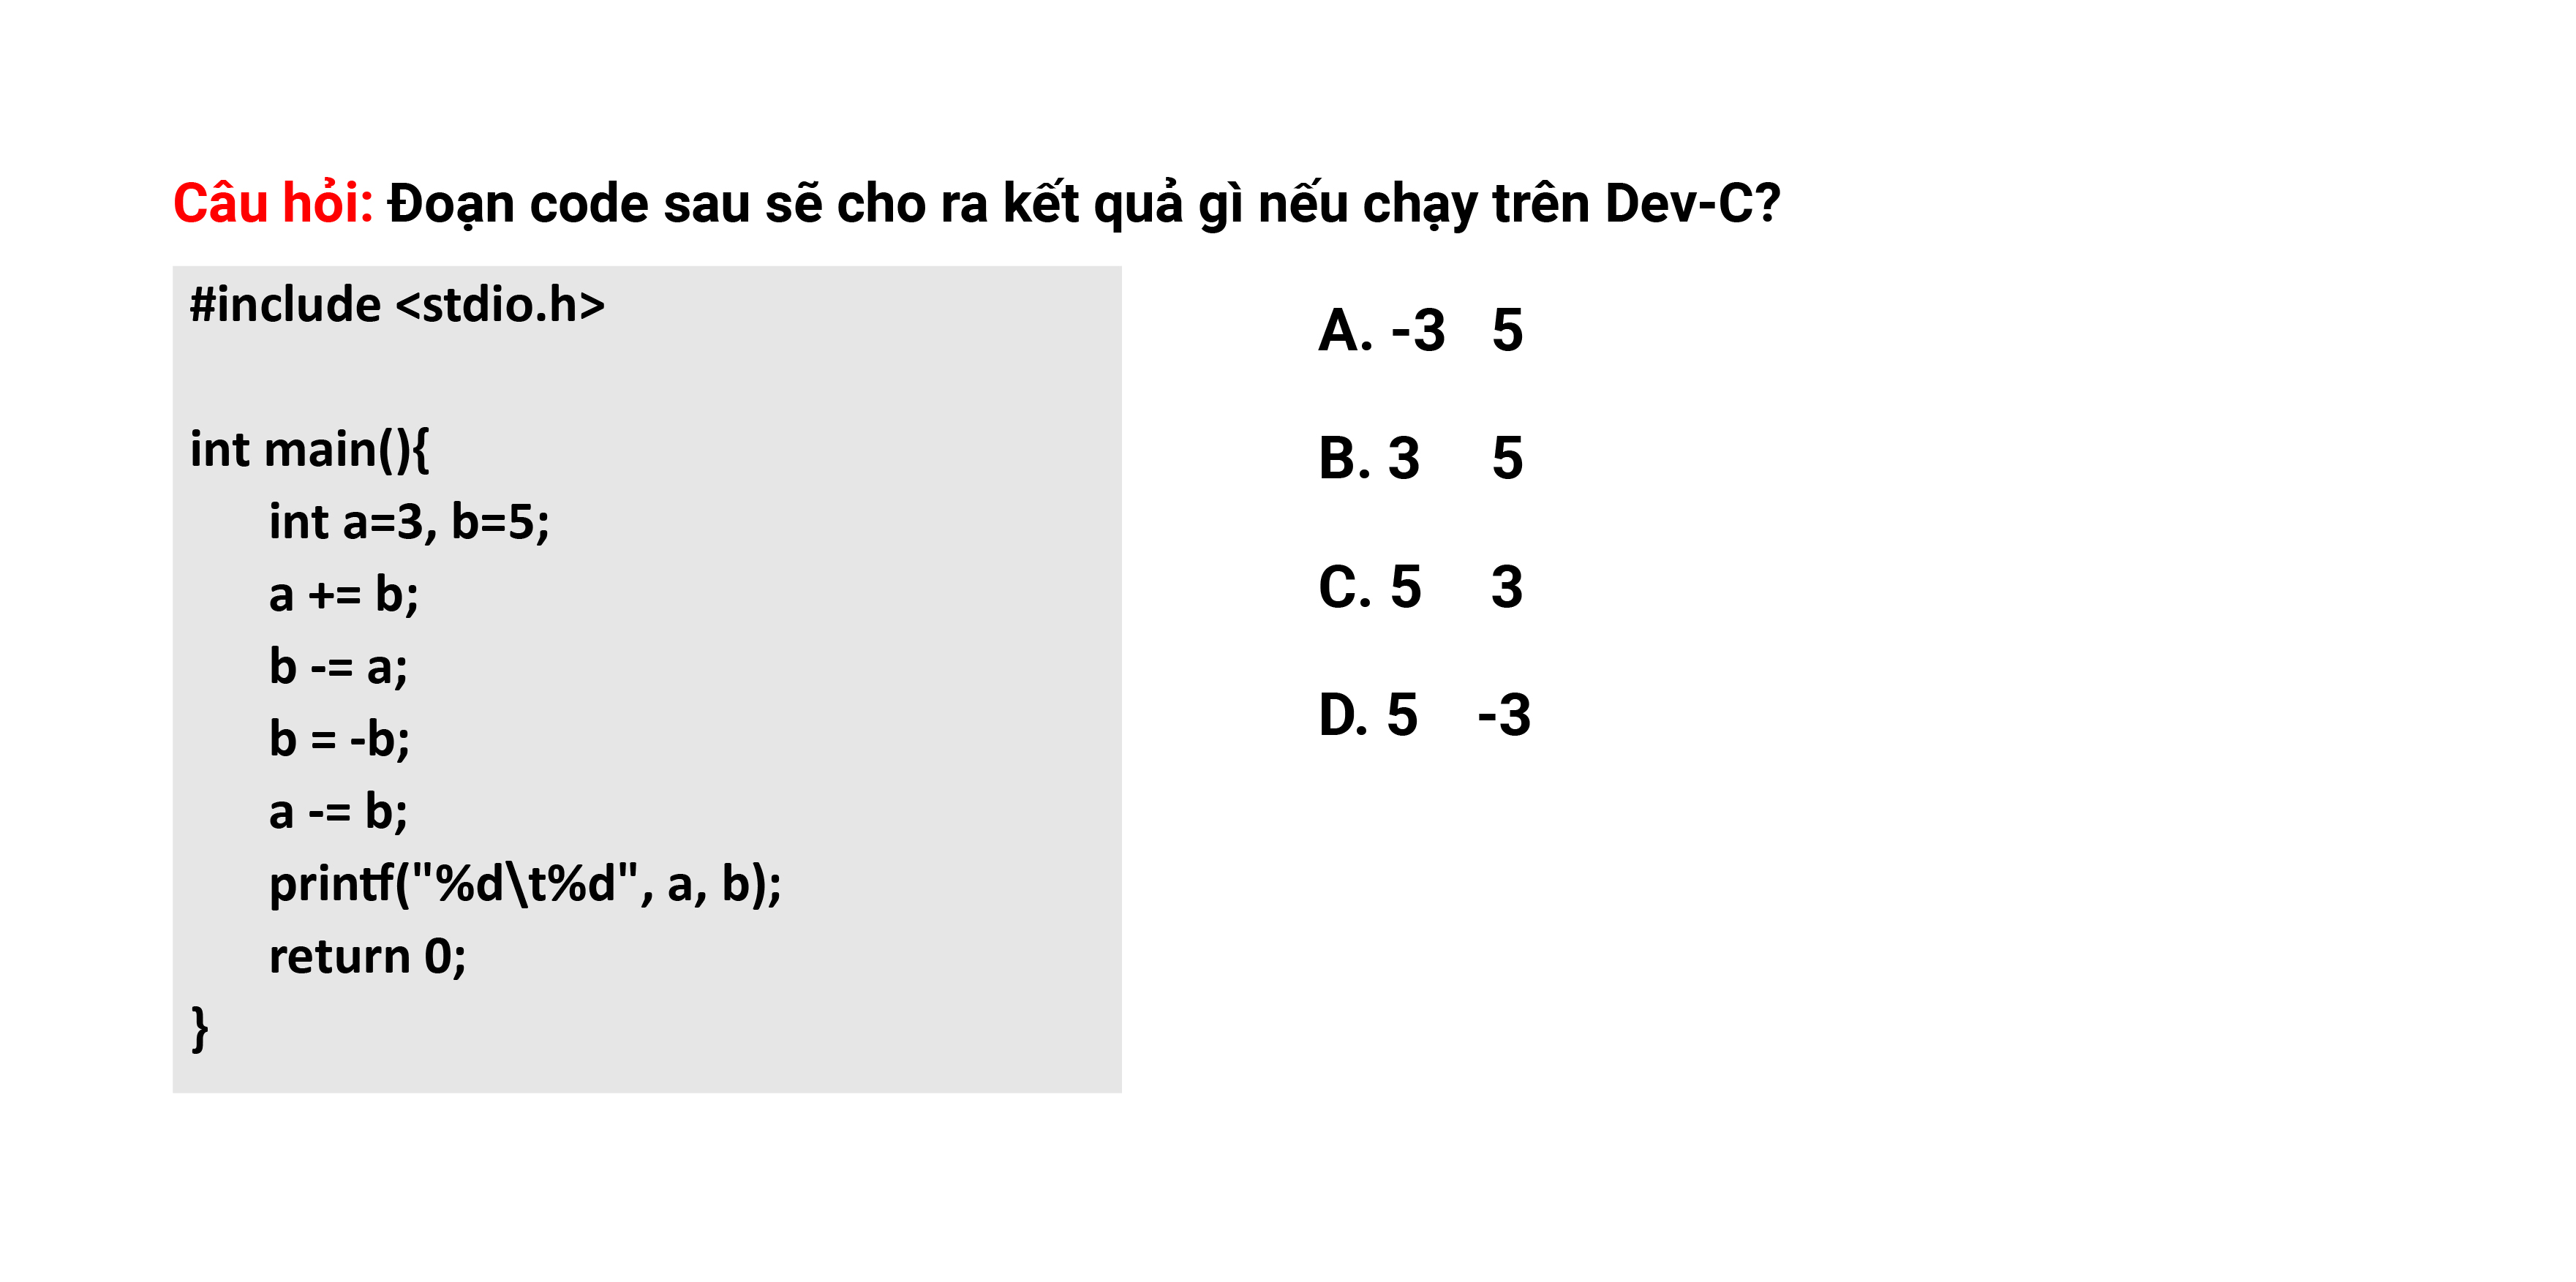 Câu hỏi: Đoạn code sau sẽ cho ra kết quả gì nếu chạy trên Dev-C?
#include <stdio.h>
int main(){
int a=3, b=5;
a += b;
b -= a;
b = -b;
a -= b;
printf("%d\t%d", a, b);
return 0;
}
A. -3 5
B. 3 5
C. 5 3
D. 5 -3